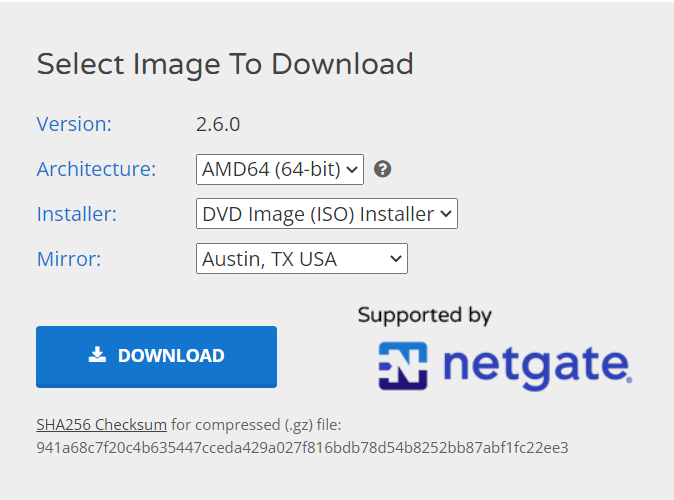 Select Image To Download
Version: 2.6.0
Architecture: AMD64 (64-bit)
Installer: DVD Image (ISO) Installer
Mirror: Austin, TX USA
Supported by
DOWNLOAD
netgate
SHA256 Checksum for compressed (.gz) file:
941a68c7f20c4b635447cceda429a027f816bdb78d54b8252bb87abf1fc22ee3